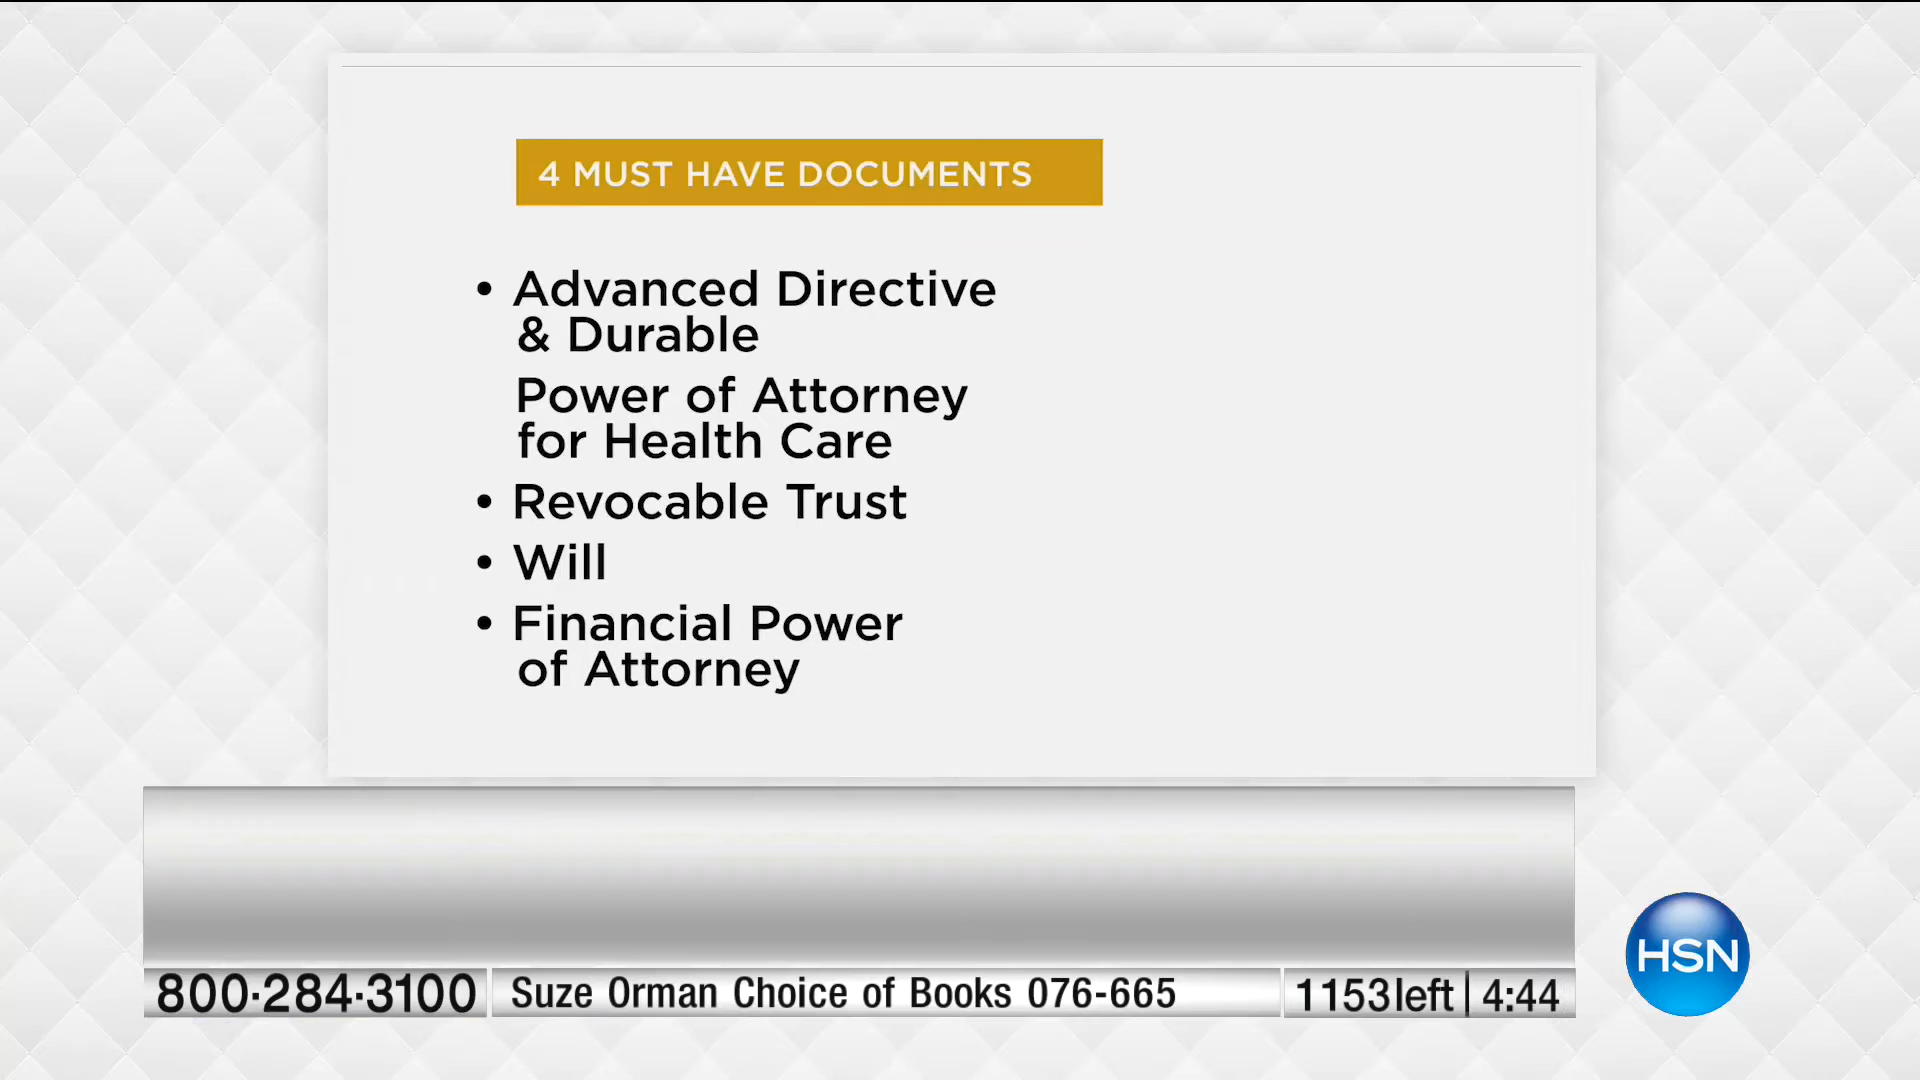 4 MUST HAVE DOCUMENTS
• Advanced Directive
& Durable
Power of Attorney
for Health Care
• Revocable Trust
• Will
• Financial Power
of Attorney
800·284·3100
Suze Orman Choice of Books 076-665
1153left | 4:44
HSN